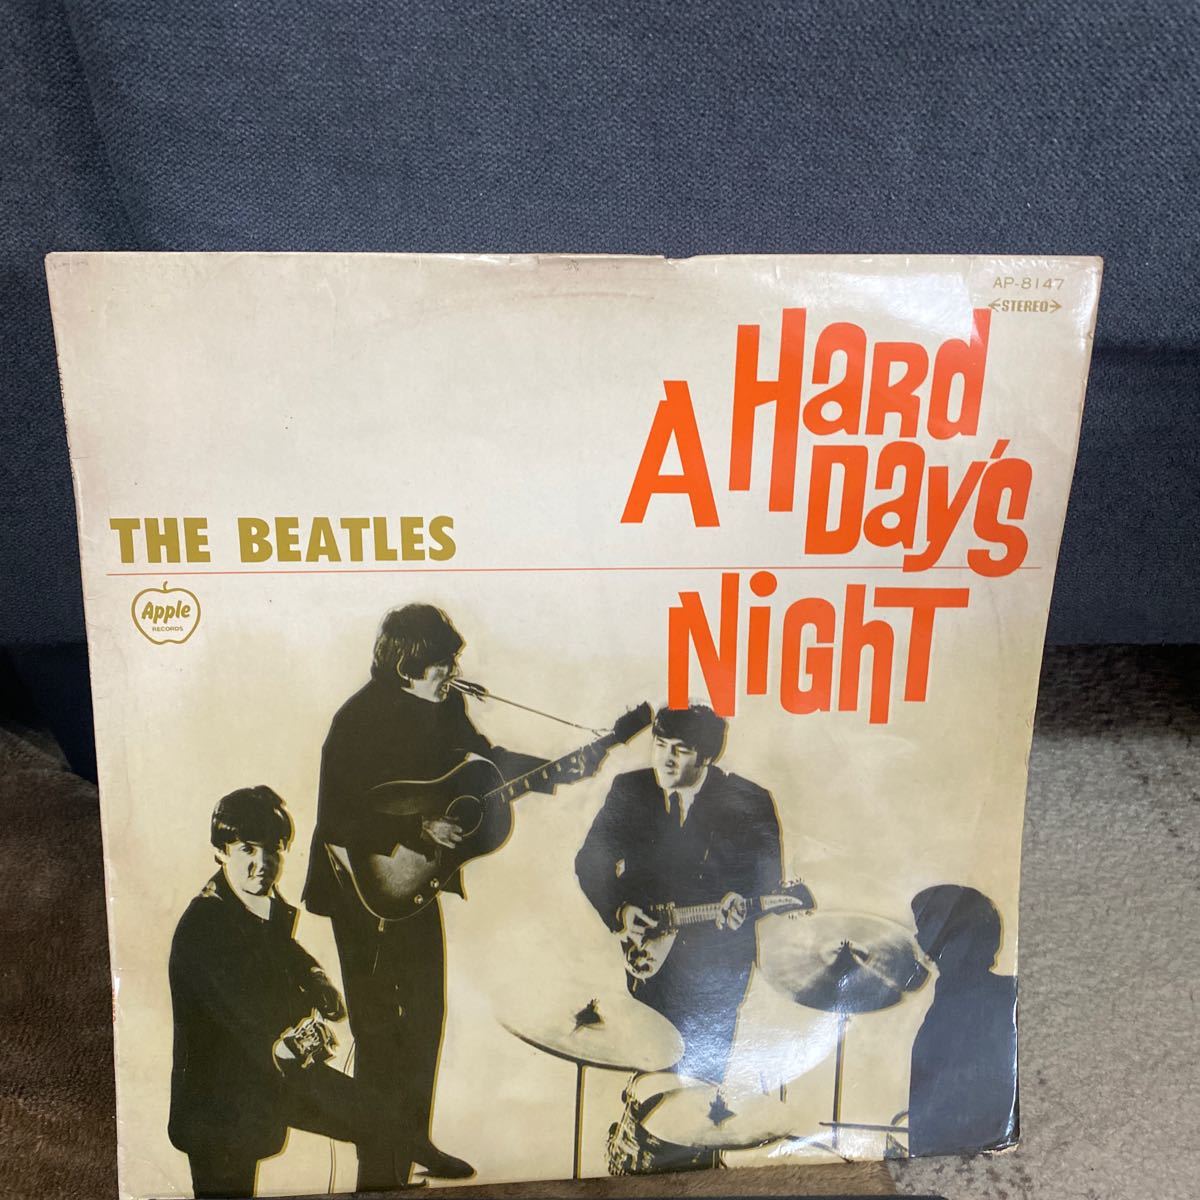 AP-8147
STEREO
A HARD
DAY'S
NIGHT
THE BEATLES
Apple
RECORDS